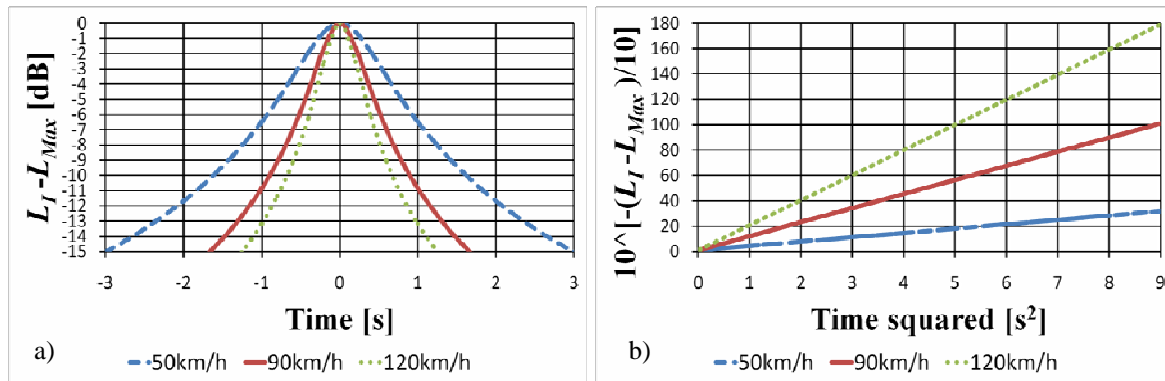 0
-1
-2
-3
-4
-5
-6
-7
-8
-9
-10
-11
-12
-13
-14
-15
L_I-L_Max [dB]
-3 -2 -1 0 1 2 3
Time [s]
a)
50km/h 90km/h 120km/h
180
160
140
120
100
80
60
40
20
0
10^[-(L_I-L_Max)/10]
0 1 2 3 4 5 6 7 8 9
Time squared [s²]
b)
50km/h 90km/h 120km/h